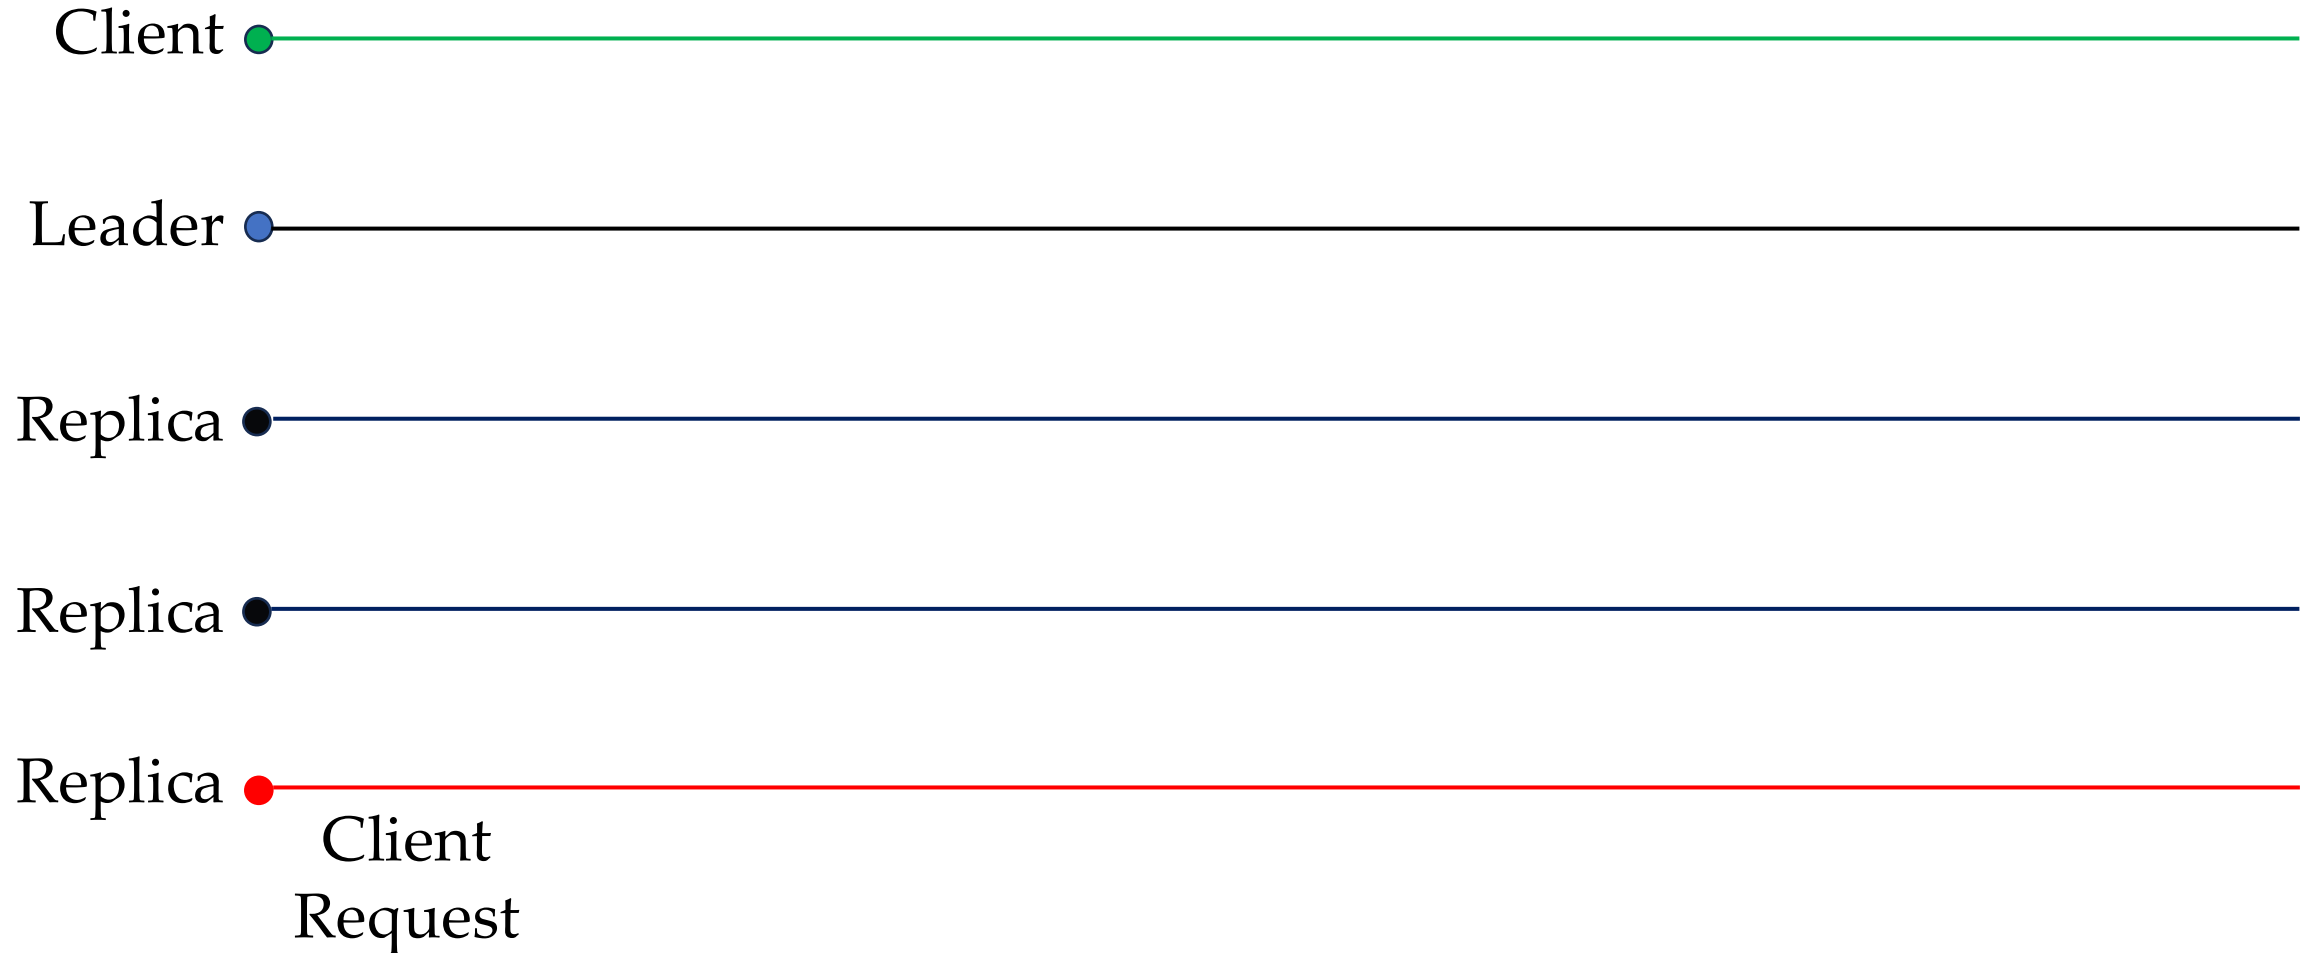 Client
Leader
Replica
Replica
Replica
Client
Request